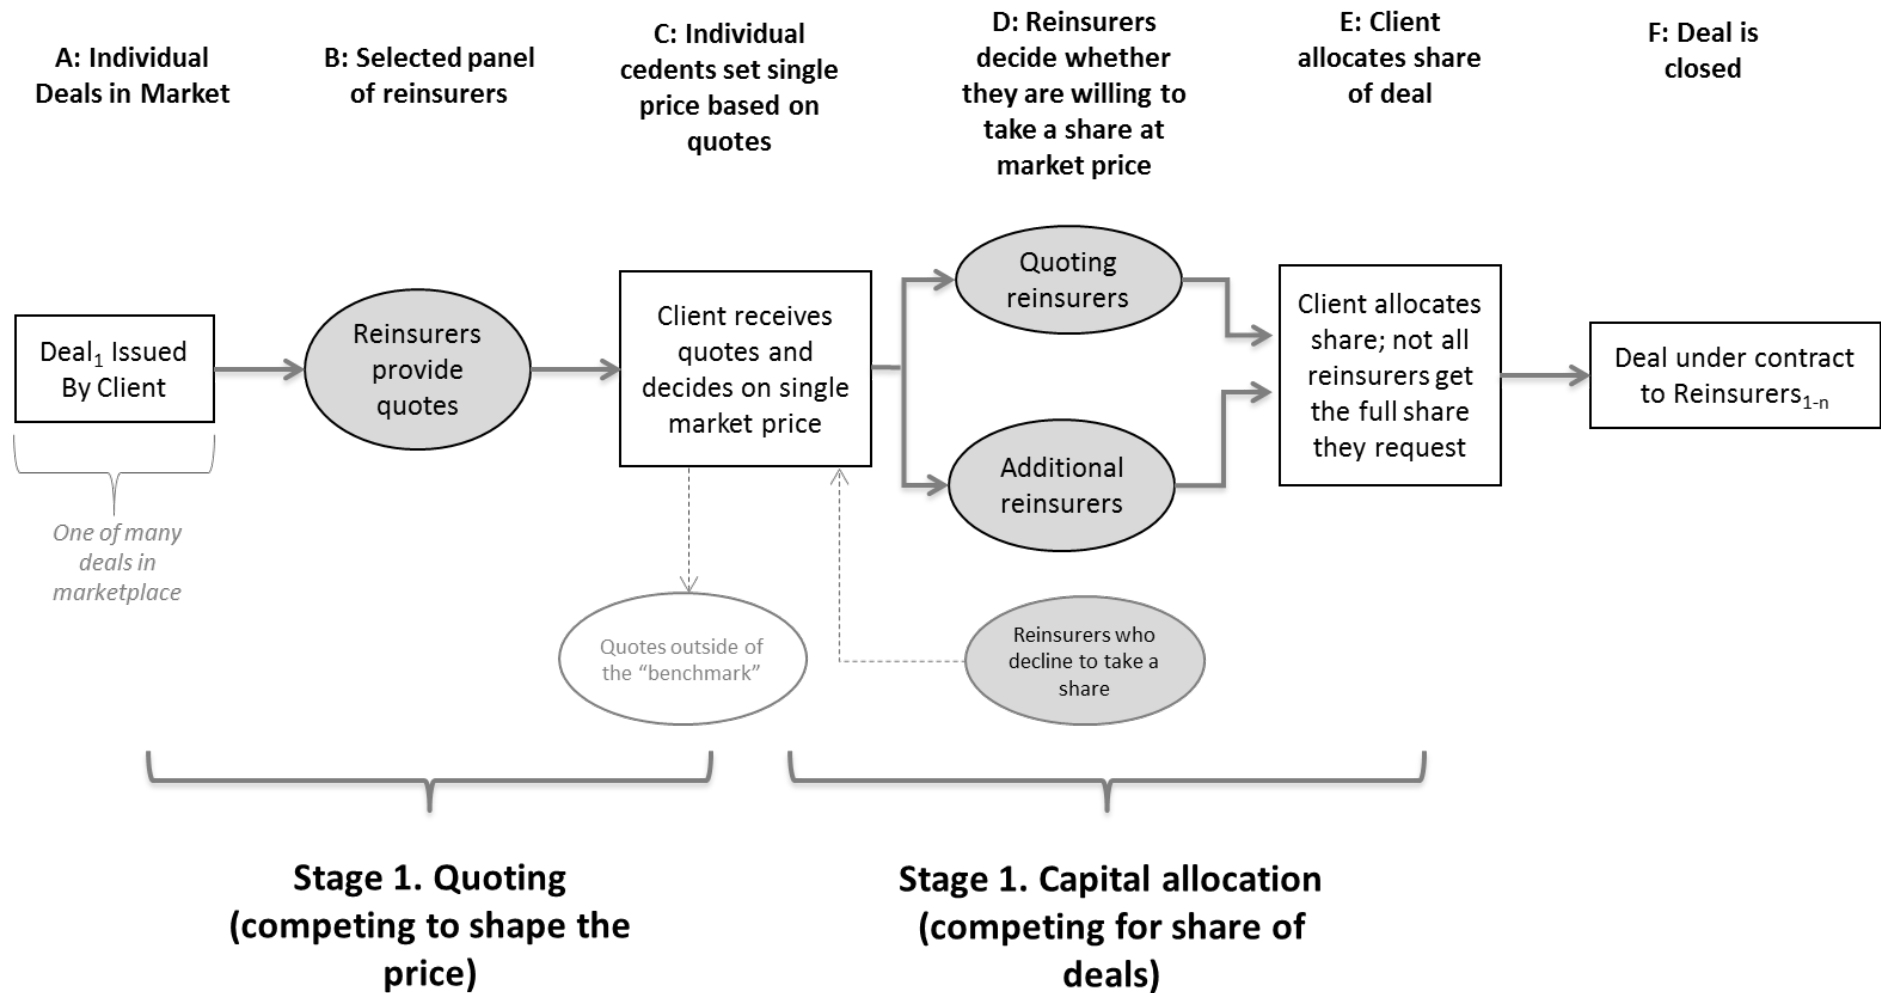 A: Individual
Deals in Market
B: Selected panel
of reinsurers
C: Individual
cedents set single
price based on
quotes
D: Reinsurers
decide whether
they are willing to
take a share at
market price
E: Client
allocates share
of deal
F: Deal is
closed
Deal1 Issued
By Client
One of many
deals in
marketplace
Reinsurers
provide
quotes
Client receives
quotes and
decides on single
market price
Quoting
reinsurers
Additional
reinsurers
Client allocates
share; not all
reinsurers get
the full share
they request
Deal under contract
to Reinsurers1-n
Quotes outside of
the “benchmark”
Reinsurers who
decline to take a
share
Stage 1. Quoting
(competing to shape the
price)
Stage 1. Capital allocation
(competing for share of
deals)